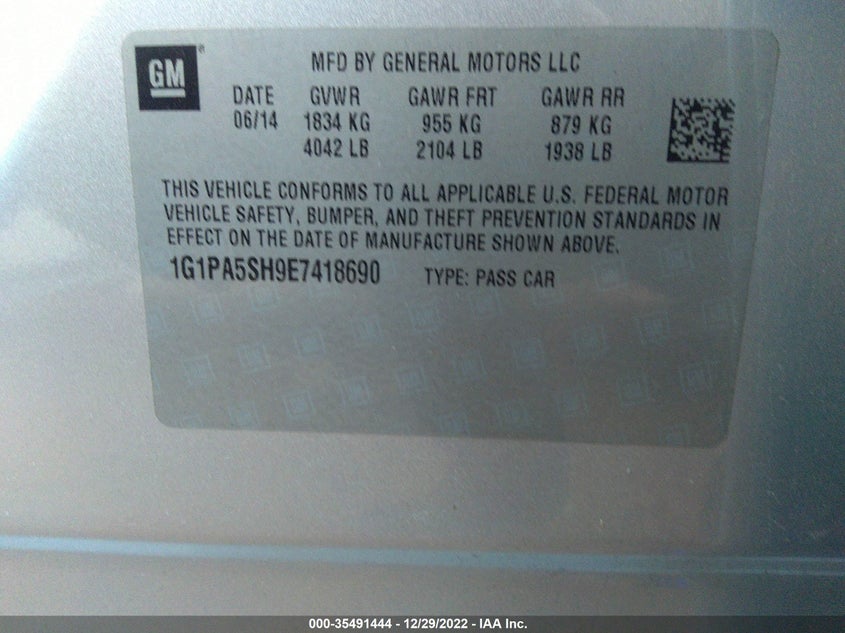 GM®
MFD BY GENERAL MOTORS LLC
DATE GVWR GAWR FRT GAWR RR
06/14 1834 KG 955 KG 879 KG
4042 LB 2104 LB 1938 LB
THIS VEHICLE CONFORMS TO ALL APPLICABLE U.S. FEDERAL MOTOR
VEHICLE SAFETY, BUMPER, AND THEFT PREVENTION STANDARDS IN
EFFECT ON THE DATE OF MANUFACTURE SHOWN ABOVE.
1G1PA5SH9E7418690 TYPE: PASS CAR
000-35491444 - 12/29/2022 - IAA Inc.